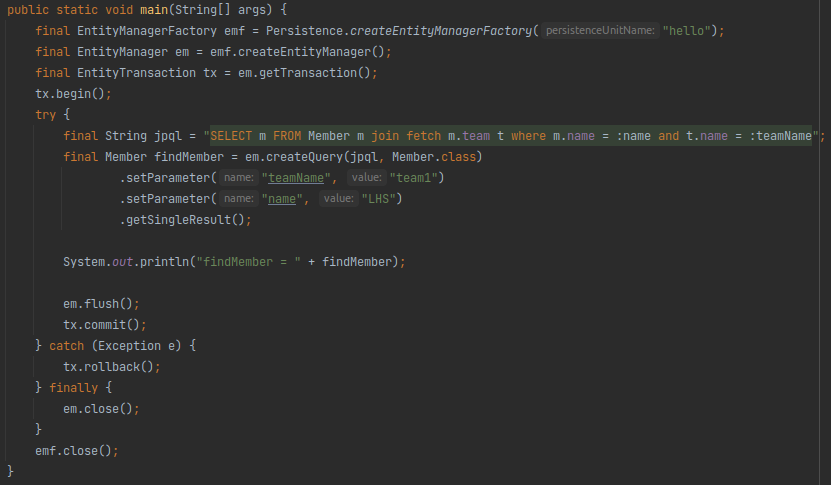 public static void main(String[] args) {
    final EntityManagerFactory emf = Persistence.createEntityManagerFactory( persistenceUnitName: "hello");
    final EntityManager em = emf.createEntityManager();
    final EntityTransaction tx = em.getTransaction();
    tx.begin();
    try {
        final String jpql = "SELECT m FROM Member m join fetch m.team t where m.name = :name and t.name = :teamName";
        final Member findMember = em.createQuery(jpql, Member.class)
                .setParameter( name: "teamName", value: "team1")
                .setParameter( name: "name", value: "LHS")
                .getSingleResult();
        System.out.println("findMember = " + findMember);
        em.flush();
        tx.commit();
    } catch (Exception e) {
        tx.rollback();
    } finally {
        em.close();
    }
    emf.close();
}